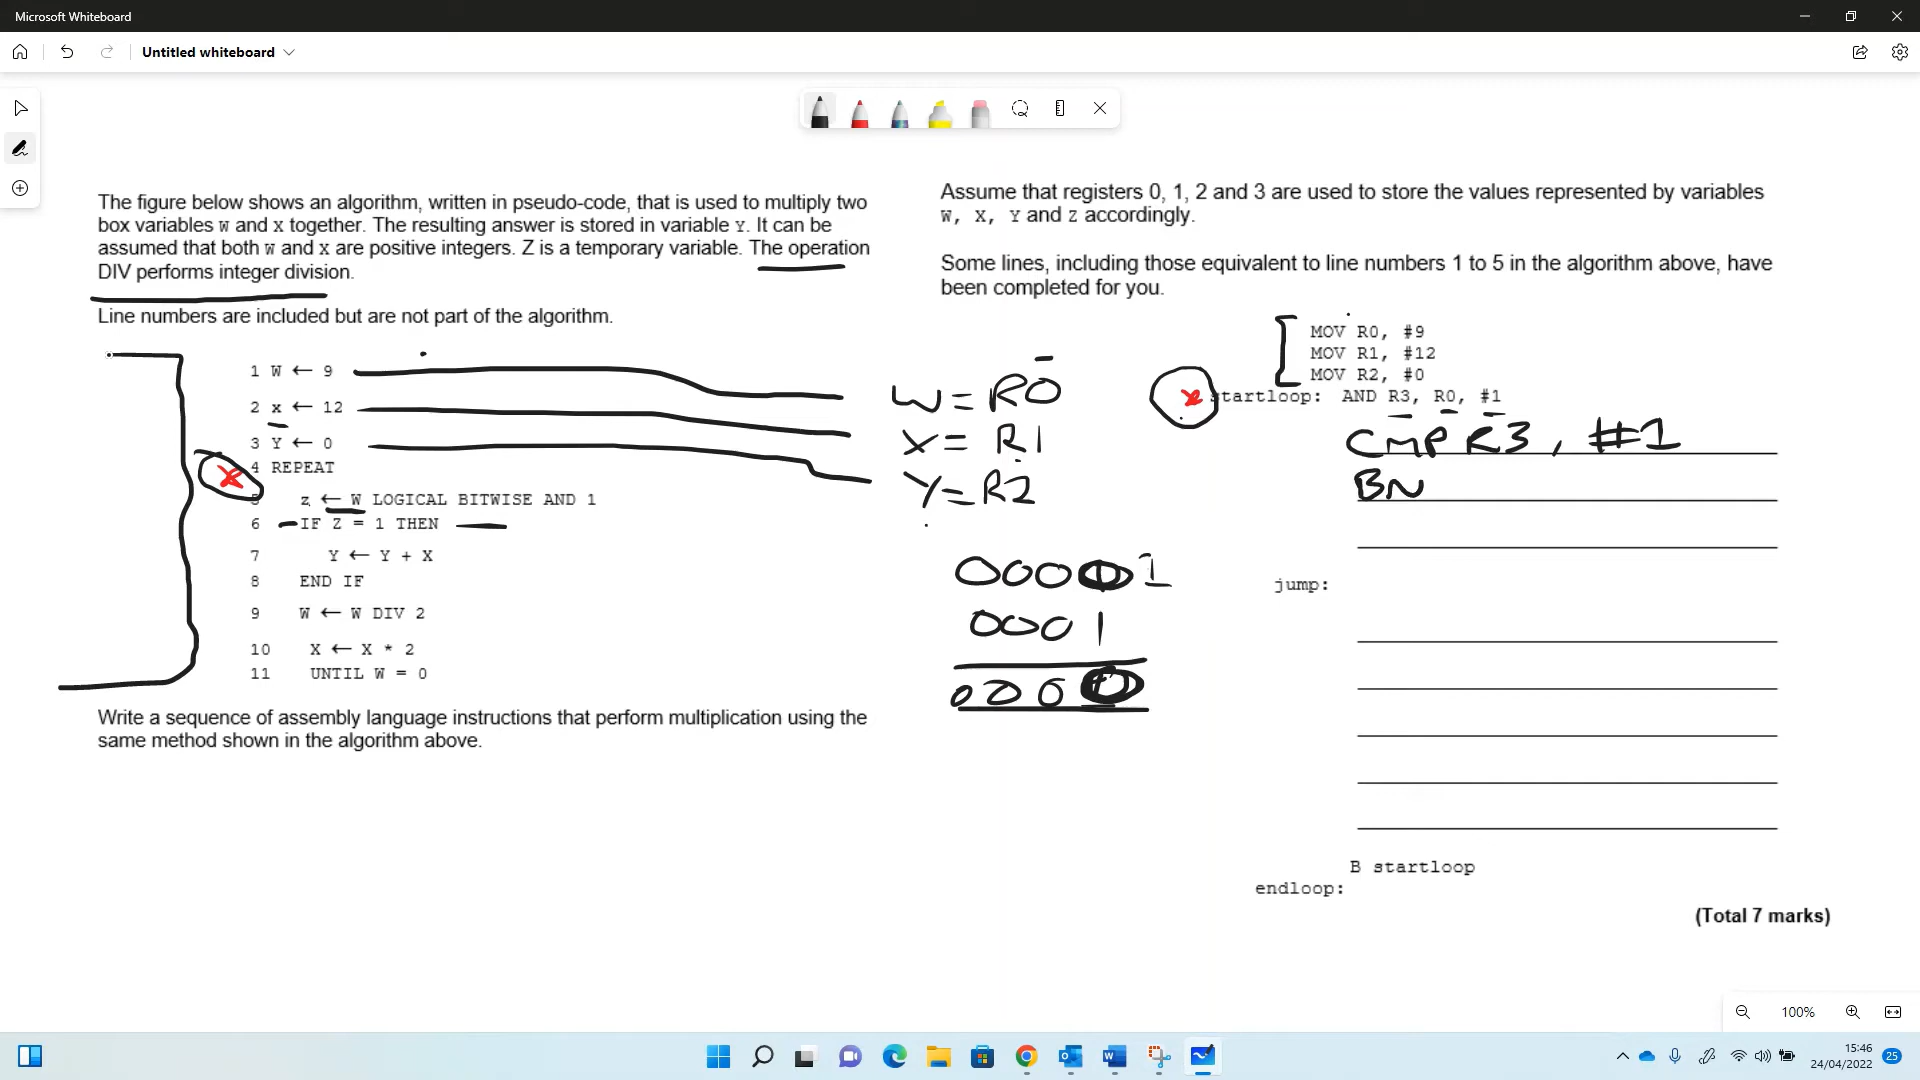 Microsoft Whiteboard
Untitled whiteboard
The figure below shows an algorithm, written in pseudo-code, that is used to multiply two
box variables W and x together. The resulting answer is stored in variable Y. It can be
assumed that both W and x are positive integers. Z is a temporary variable. The operation
DIV performs integer division.
Line numbers are included but are not part of the algorithm.
1 W ← 9
2 x ← 12
3 Y ← 0
4 REPEAT
5 z ← W LOGICAL BITWISE AND 1
6 IF Z = 1 THEN
7 Y ← Y + X
8 END IF
9 W ← W DIV 2
10 X ← X * 2
11 UNTIL W = 0
Write a sequence of assembly language instructions that perform multiplication using the
same method shown in the algorithm above.
W = R0
X = R1
Y = R2
00001
0001
0000
Assume that registers 0, 1, 2 and 3 are used to store the values represented by variables
W, X, Y and Z accordingly.
Some lines, including those equivalent to line numbers 1 to 5 in the algorithm above, have
been completed for you.
MOV R0, #9
MOV R1, #12
MOV R2, #0
startloop: AND R3, R0, #1
CMP R3, #1
BN
jump:
B startloop
endloop:
(Total 7 marks)
100%
15:46
24/04/2022
25